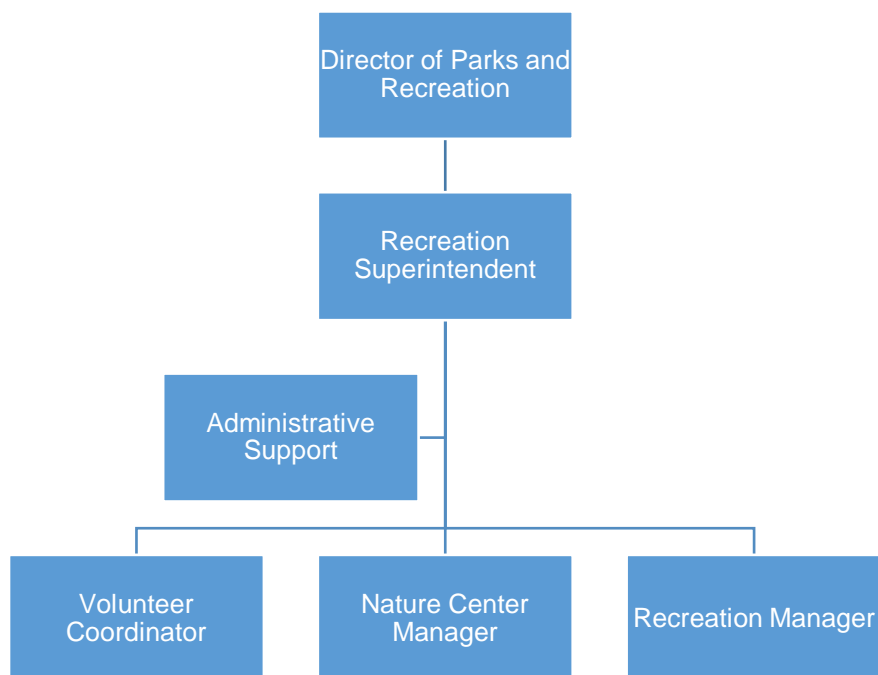 Director of Parks and
Recreation
Recreation
Superintendent
Administrative
Support
Volunteer
Coordinator
Nature Center
Manager
Recreation Manager